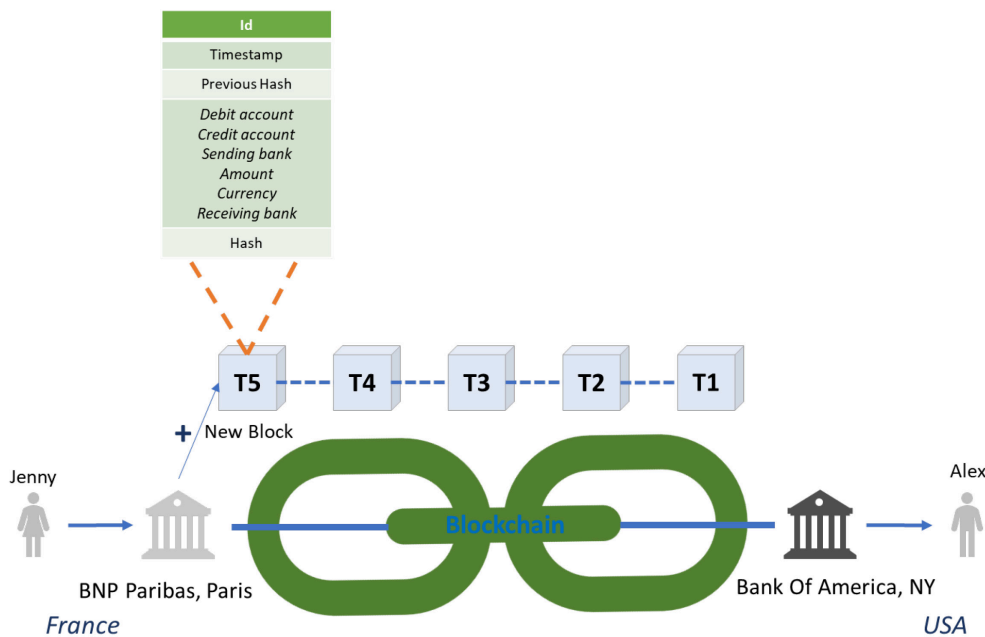 Id
Timestamp
Previous Hash
Debit account
Credit account
Sending bank
Amount
Currency
Receiving bank
Hash
T5
T4
T3
T2
T1
+ New Block
Jenny
Alex
Blockchain
BNP Paribas, Paris
Bank Of America, NY
France
USA